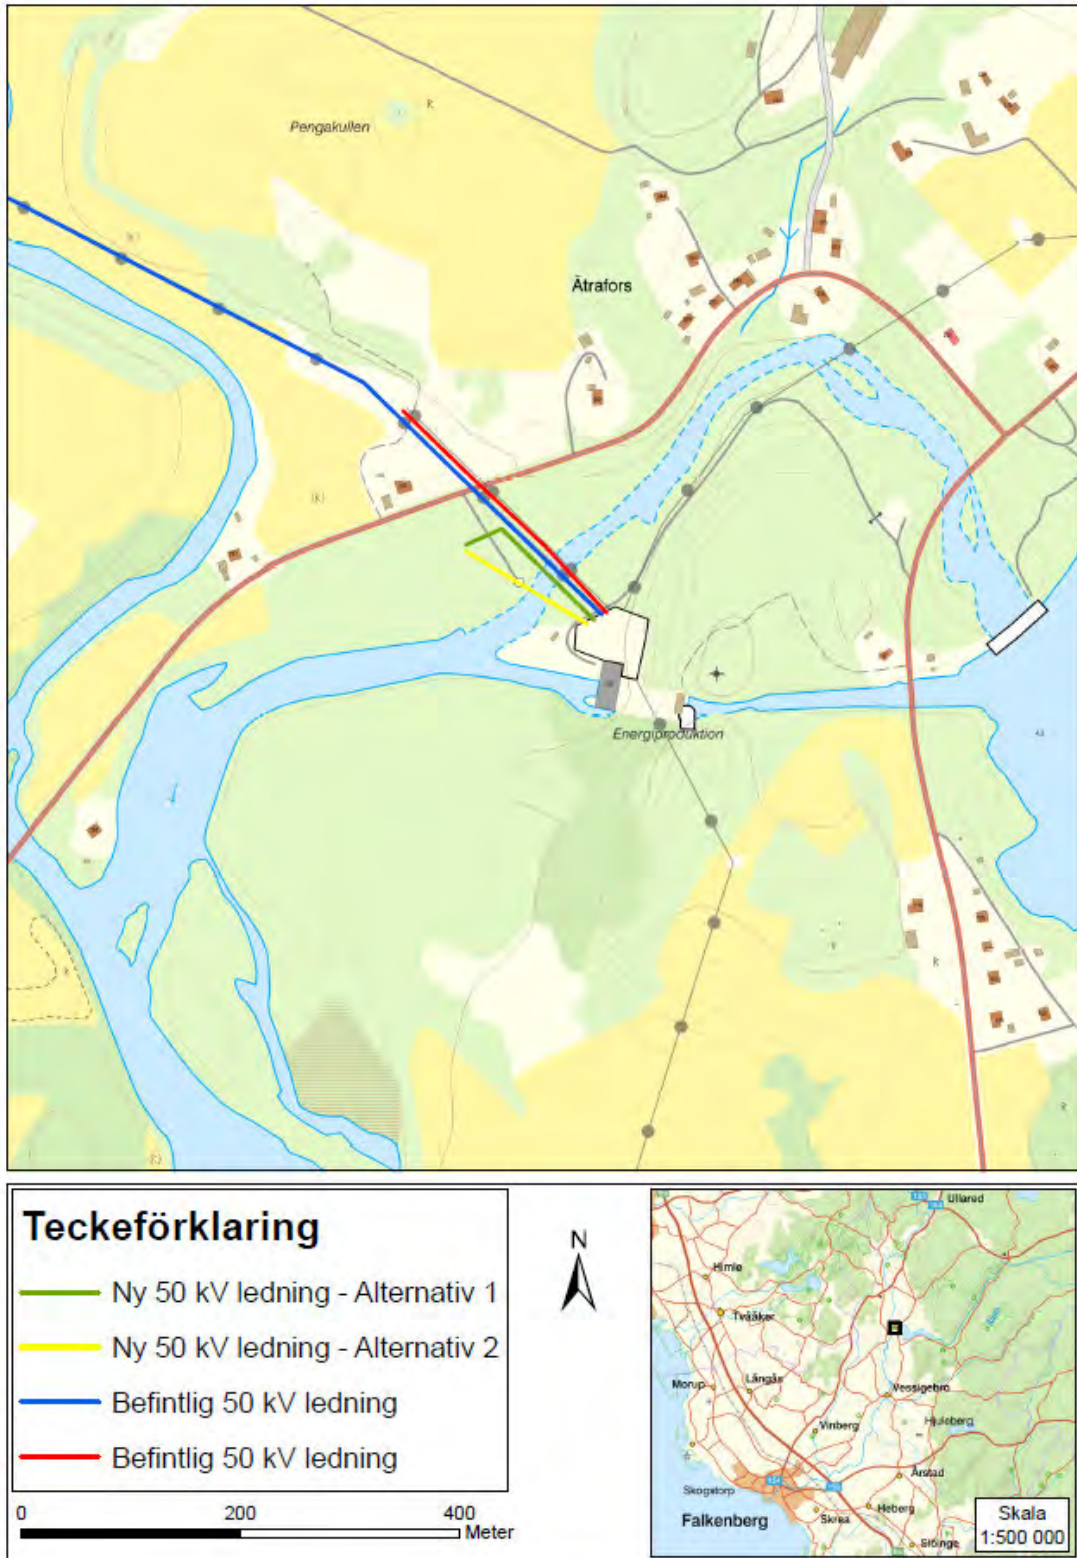 Pengakullen
R
(R)
Ätrafors
(R)
Energiproduktion
R
R
R
(R)
Teckeförklaring
Ny 50 kV ledning - Alternativ 1
Ny 50 kV ledning - Alternativ 2
Befintlig 50 kV ledning
Befintlig 50 kV ledning
0 200 400
Meter
N
Ullared
Himle
Tvååker
Morup
Långås
Vessigebro
Hjuleberg
Vinberg
Årstad
Skogstorp
Heberg
Falkenberg
Skrea
Slöinge
Skala
1:500 000